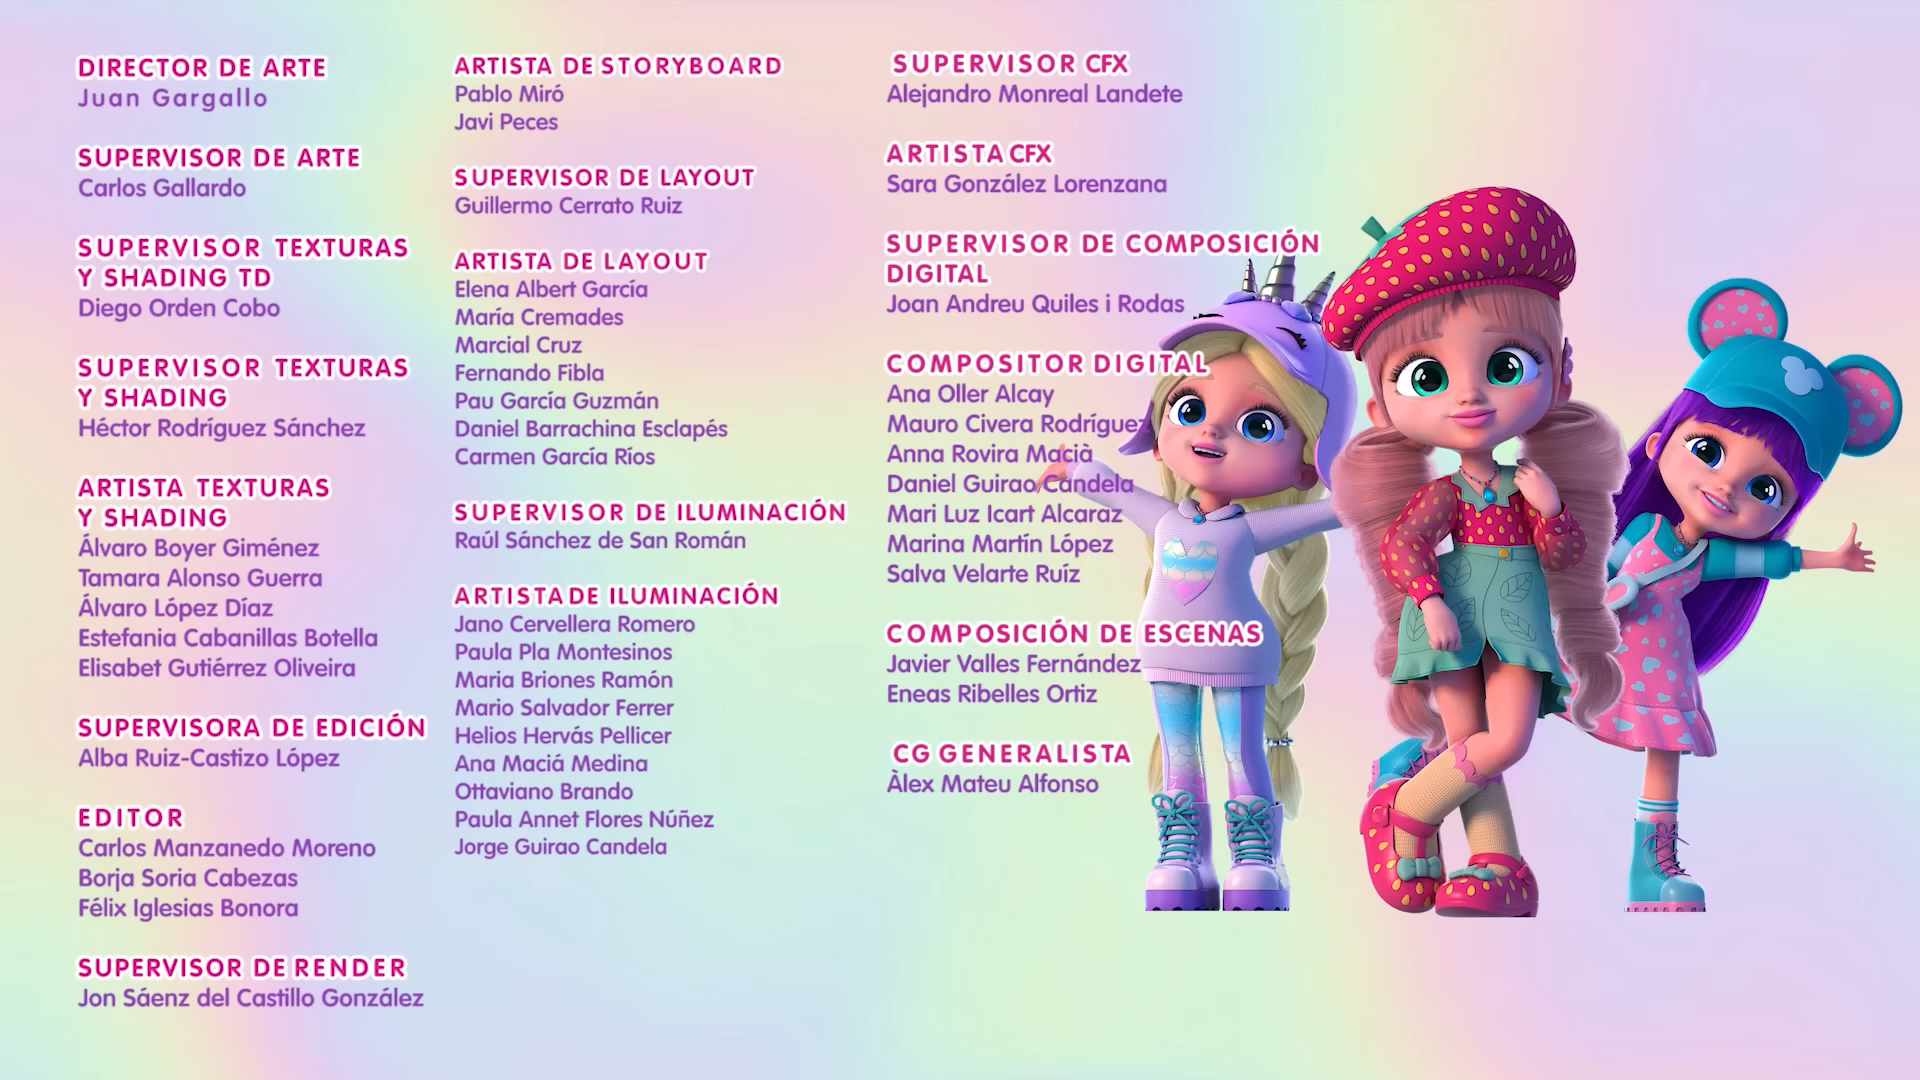 DIRECTOR DE ARTE
Juan Gargallo
SUPERVISOR DE ARTE
Carlos Gallardo
SUPERVISOR TEXTURAS
Y SHADING TD
Diego Orden Cobo
SUPERVISOR TEXTURAS
Y SHADING
Héctor Rodríguez Sánchez
ARTISTA TEXTURAS
Y SHADING
Álvaro Boyer Giménez
Tamara Alonso Guerra
Álvaro López Díaz
Estefania Cabanillas Botella
Elisabet Gutiérrez Oliveira
SUPERVISORA DE EDICIÓN
Alba Ruiz-Castizo López
EDITOR
Carlos Manzanedo Moreno
Borja Soria Cabezas
Félix Iglesias Bonora
SUPERVISOR DE RENDER
Jon Sáenz del Castillo González
ARTISTA DE STORYBOARD
Pablo Miró
Javi Peces
SUPERVISOR DE LAYOUT
Guillermo Cerrato Ruiz
ARTISTA DE LAYOUT
Elena Albert García
María Cremades
Marcial Cruz
Fernando Fibla
Pau García Guzmán
Daniel Barrachina Esclapés
Carmen García Ríos
SUPERVISOR DE ILUMINACIÓN
Raúl Sánchez de San Román
ARTISTA DE ILUMINACIÓN
Jano Cervellera Romero
Paula Pla Montesinos
Maria Briones Ramón
Mario Salvador Ferrer
Helios Hervás Pellicer
Ana Maciá Medina
Ottaviano Brando
Paula Annet Flores Núñez
Jorge Guirao Candela
SUPERVISOR CFX
Alejandro Monreal Landete
ARTISTA CFX
Sara González Lorenzana
SUPERVISOR DE COMPOSICIÓN
DIGITAL
Joan Andreu Quiles i Rodas
COMPOSITOR DIGITAL
Ana Oller Alcay
Mauro Civera Rodríguez
Anna Rovira Macià
Daniel Guirao Candela
Mari Luz Icart Alcaraz
Marina Martín López
Salva Velarte Ruíz
COMPOSICIÓN DE ESCENAS
Javier Valles Fernández
Eneas Ribelles Ortiz
CG GENERALISTA
Àlex Mateu Alfonso